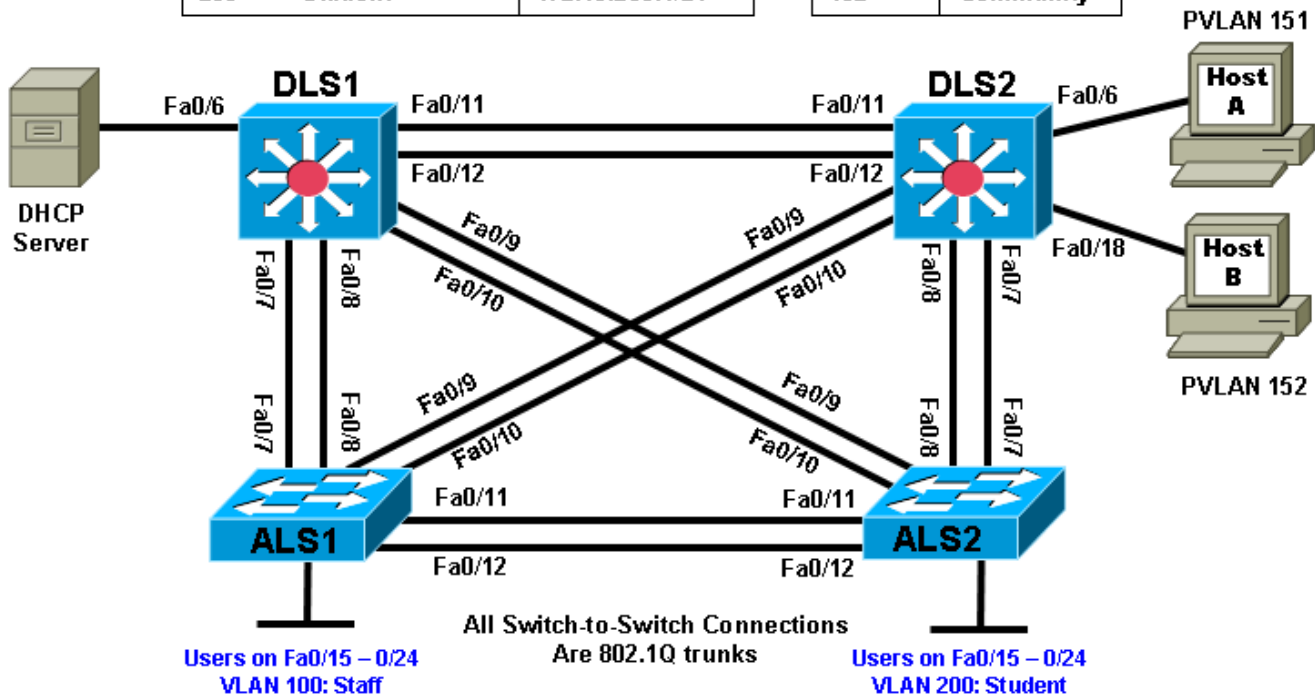 PVLAN 151
DLS1
DLS2
Fa0/6
Fa0/11
Fa0/11
Fa0/6
Host
A
Fa0/12
Fa0/12
DHCP
Server
Fa0/9
Fa0/9
Fa0/18
Host
B
Fa0/7
Fa0/8
Fa0/10
Fa0/10
Fa0/8
Fa0/7
PVLAN 152
Fa0/7
Fa0/8
Fa0/9
Fa0/10
Fa0/9
Fa0/10
Fa0/8
Fa0/7
Fa0/11
Fa0/11
ALS1
ALS2
Fa0/12
Fa0/12
All Switch-to-Switch Connections
Are 802.1Q trunks
Users on Fa0/15 – 0/24
VLAN 100: Staff
Users on Fa0/15 – 0/24
VLAN 200: Student